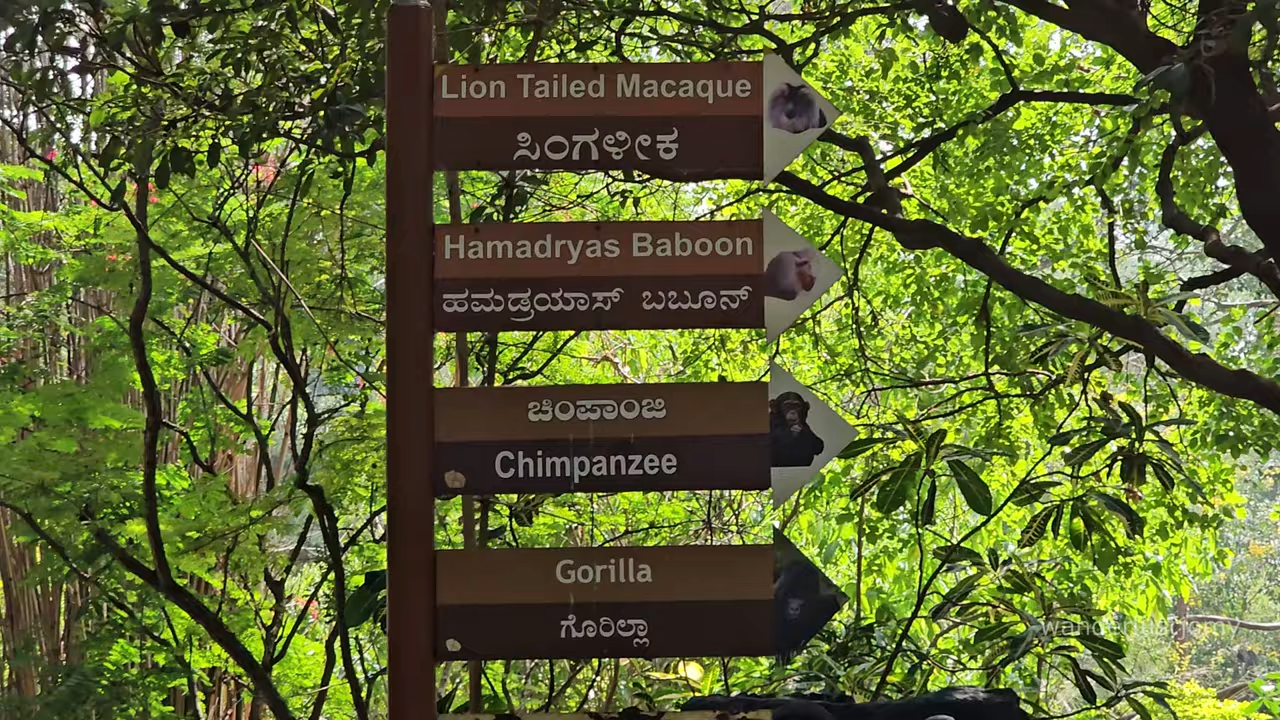 Lion Tailed Macaque
ಸಿಂಗಳೀಕ
Hamadryas Baboon
ಹಮಡ್ರಯಾಸ್ ಬಬೂನ್
ಚಿಂಪಾಂಜಿ
Chimpanzee
Gorilla
ಗೊರಿಲ್ಲಾ